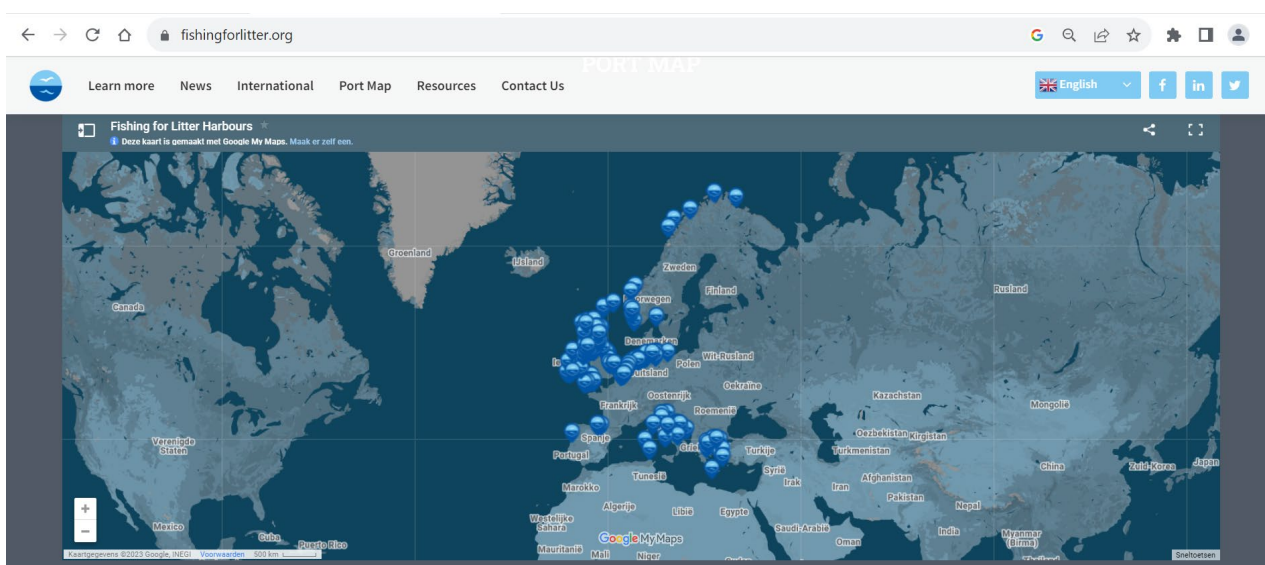 fishingforlitter.org
PORT MAP
Learn more News International Port Map Resources Contact Us
English
Fishing for Litter Harbours
Deze kaart is gemaakt met Google My Maps. Maak er zelf een.
Groenland
IJsland
Zweden
Finland
Rusland
Canada
Denemarken
Wit-Rusland
Polen
Oekraïne
Oostenrijk
Kazachstan
Frankrijk
Roemenië
Mongolië
Oezbekistan
Kirgistan
Verenigde
Staten
Spanje
Portugal
Turkije
Turkmenistan
China
Zuid-Korea
Japan
Syrië
Irak
Iran
Afghanistan
Tunesië
Marokko
Pakistan
Algerije
Libië
Egypte
Nepal
Westelijke
Sahara
Saoedi-Arabië
Mexico
Cuba
Puerto Rico
Google My Maps
Oman
India
Myanmar
(Birma)
Mauritanië
Mali
Niger
Kaartgegevens ©2023 Google, INEGI Voorwaarden 500 km
Sneltoetsen